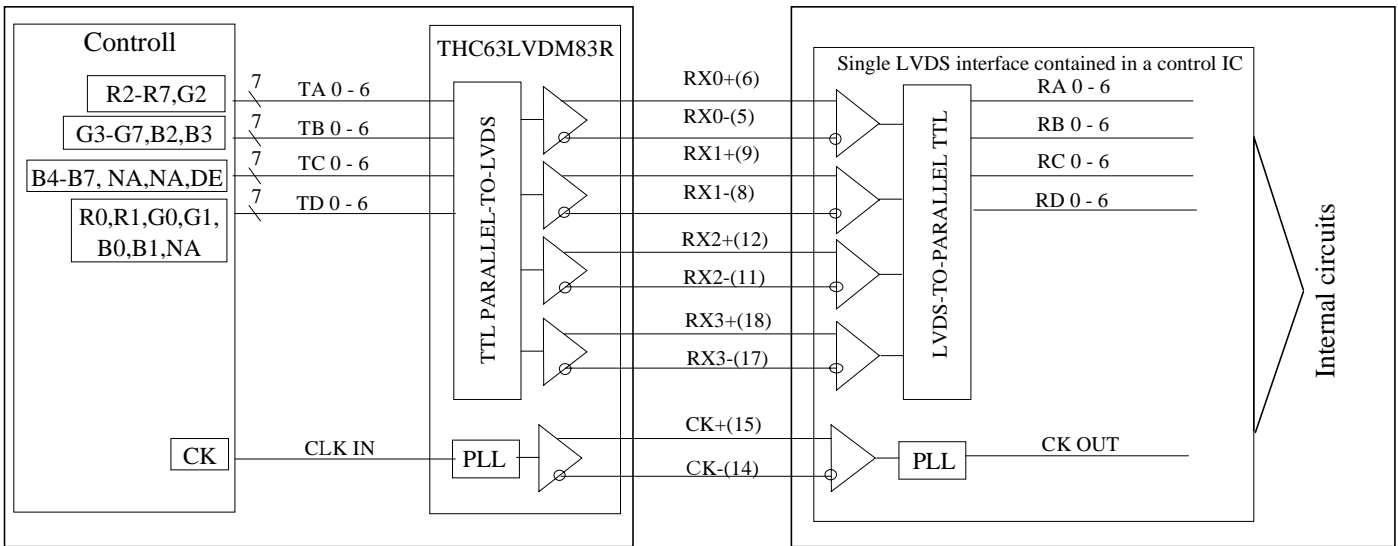 Controll
R2-R7,G2
G3-G7,B2,B3
B4-B7, NA,NA,DE
R0,R1,G0,G1,
B0,B1,NA
CK
7
TA 0 - 6
7
TB 0 - 6
7
TC 0 - 6
7
TD 0 - 6
CLK IN
THC63LVDM83R
TTL PARALLEL-TO-LVDS
PLL
RX0+(6)
RX0-(5)
RX1+(9)
RX1-(8)
RX2+(12)
RX2-(11)
RX3+(18)
RX3-(17)
CK+(15)
CK-(14)
Single LVDS interface contained in a control IC
LVDS-TO-PARALLEL TTL
PLL
RA 0 - 6
RB 0 - 6
RC 0 - 6
RD 0 - 6
CK OUT
Internal circuits